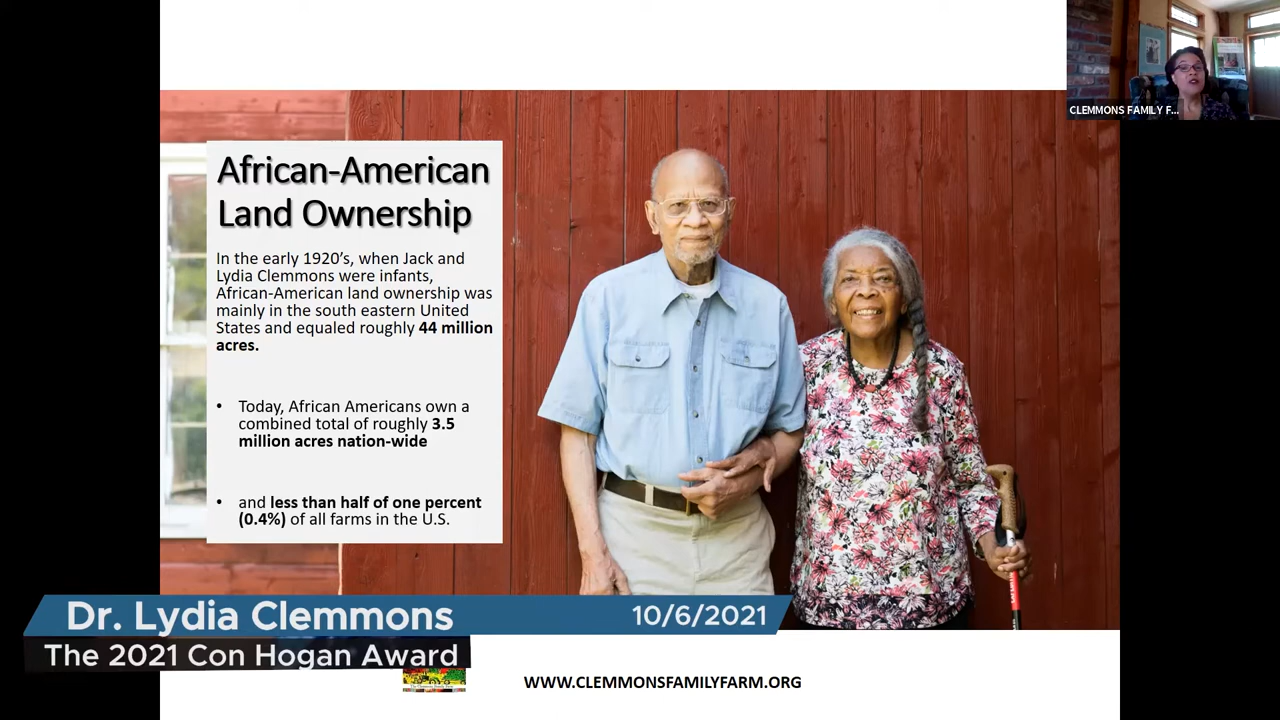 CLEMMONS FAMILY F...
African-American
Land Ownership
In the early 1920's, when Jack and
Lydia Clemmons were infants,
African-American land ownership was
mainly in the south eastern United
States and equaled roughly 44 million
acres.
• Today, African Americans own a
combined total of roughly 3.5
million acres nation-wide
• and less than half of one percent
(0.4%) of all farms in the U.S.
Dr. Lydia Clemmons 10/6/2021
The 2021 Con Hogan Award
WWW.CLEMMONSFAMILYFARM.ORG